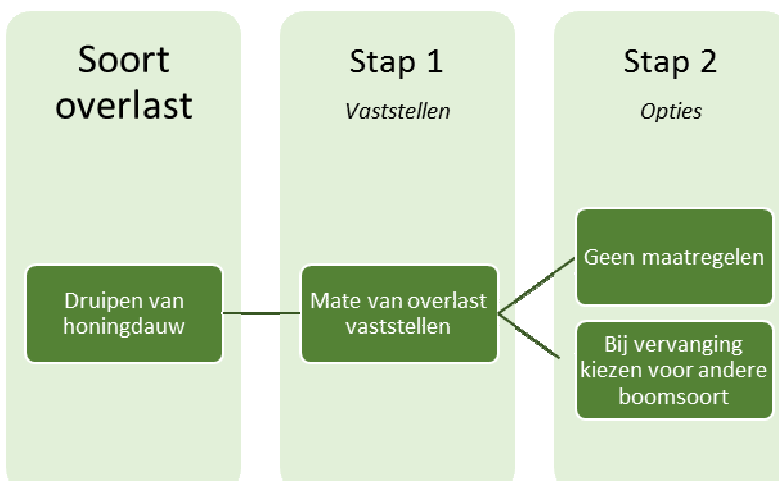 Soort
overlast
Stap 1
Vaststellen
Stap 2
Opties
Druipen van
honingdauw
Mate van overlast
vaststellen
Geen maatregelen
Bij vervanging
kiezen voor andere
boomsoort